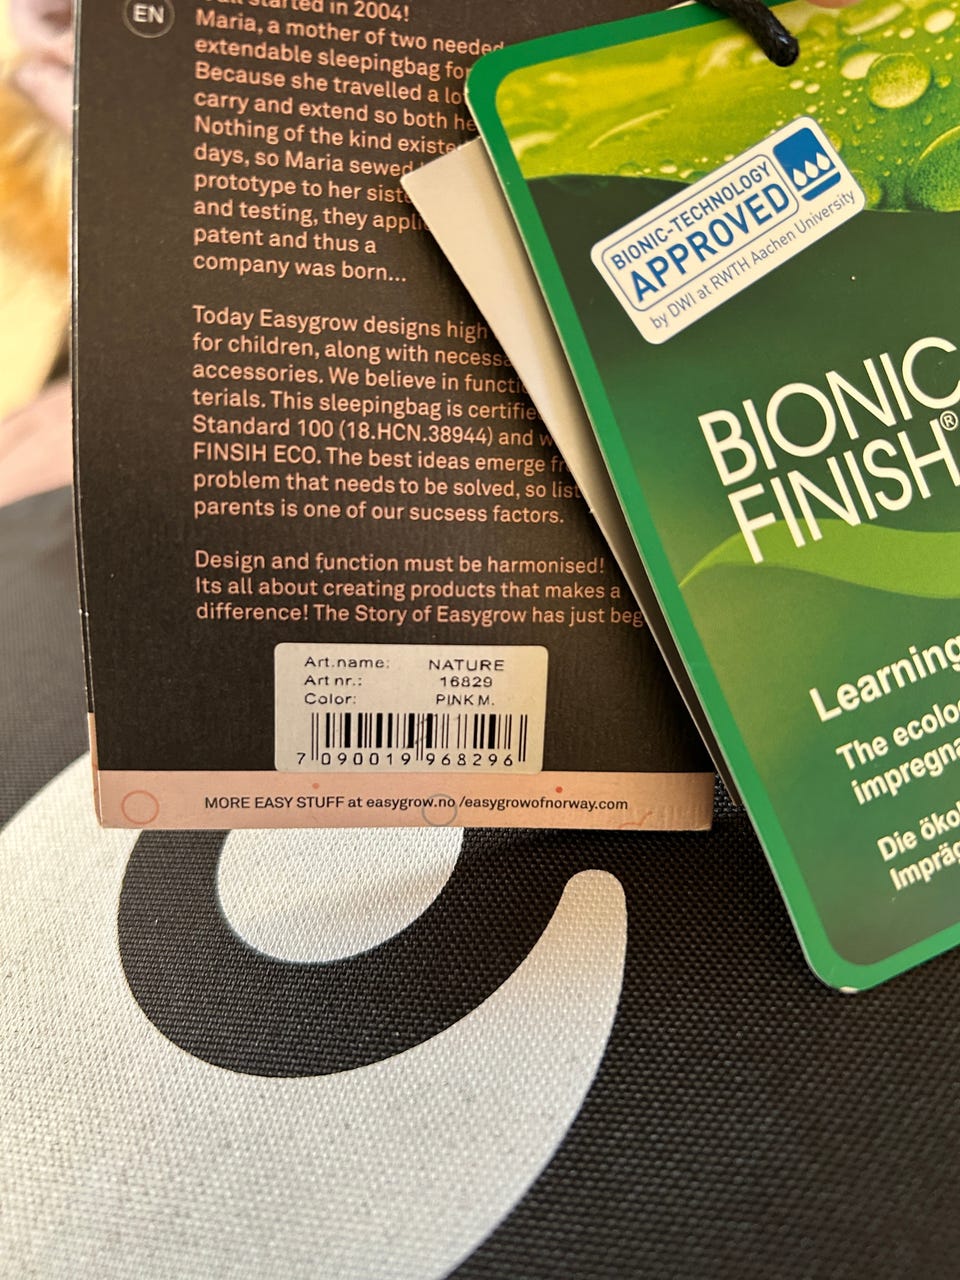 EN
started in 2004!
Maria, a mother of two needed
extendable sleepingbag for
Because she travelled a lo
carry and extend so both he
Nothing of the kind existe
days, so Maria sewed
prototype to her siste
and testing, they appli
patent and thus a
company was born...
Today Easygrow designs high
for children, along with necessa
accessories. We believe in functi
terials. This sleepingbag is certifie
Standard 100 (18.HCN.38944) and w
FINSIH ECO. The best ideas emerge fr
problem that needs to be solved, so list
parents is one of our sucsess factors.
Design and function must be harmonised!
Its all about creating products that makes a
difference! The Story of Easygrow has just beg
Art.name: NATURE
Art nr.: 16829
Color: PINK M.
7 090019 968296
MORE EASY STUFF at easygrow.no /easygrowofnorway.com
BIONIC-TECHNOLOGY
APPROVED
by DWI at RWTH Aachen University
BIONIC
FINISH®
Learning
The ecolo
impregna
Die öko
Impräg